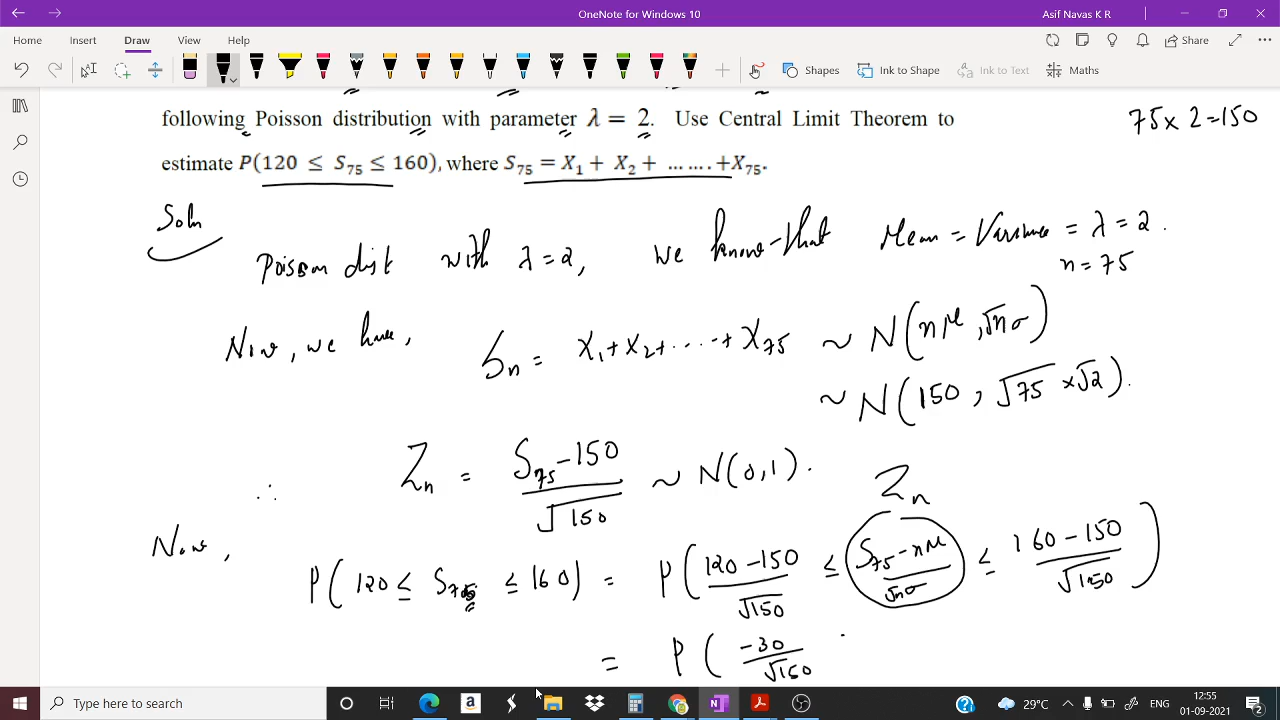 OneNote for Windows 10
Asif Navas K R
Home Insert Draw View Help
Share
Shapes Ink to Shape Ink to Text Maths
following Poisson distribution with parameter λ = 2. Use Central Limit Theorem to
estimate P(120 ≤ S₇₅ ≤ 160), where S₇₅ = X₁ + X₂ + ... .... +X₇₅.
75 x 2 = 150
Soln
Poisson dist with λ = 2, We know that Mean = Variance = λ = 2.
n = 75
Now, we have, Sₙ = X₁ + X₂ + ..... + X₇₅ ~ N(nμ, √n σ)
~ N(150, √75 × √2).
∴ Zₙ = (S₇₅ - 150)/√150 ~ N(0,1).
Zₙ
Now,
P(120 ≤ S₇₅ ≤ 160) = P((120 - 150)/√150 ≤ (S₇₅ - nμ)/(√n σ) ≤ (160 - 150)/√150)
= P(-30/√150
Type here to search
29°C ENG 12:55
01-09-2021